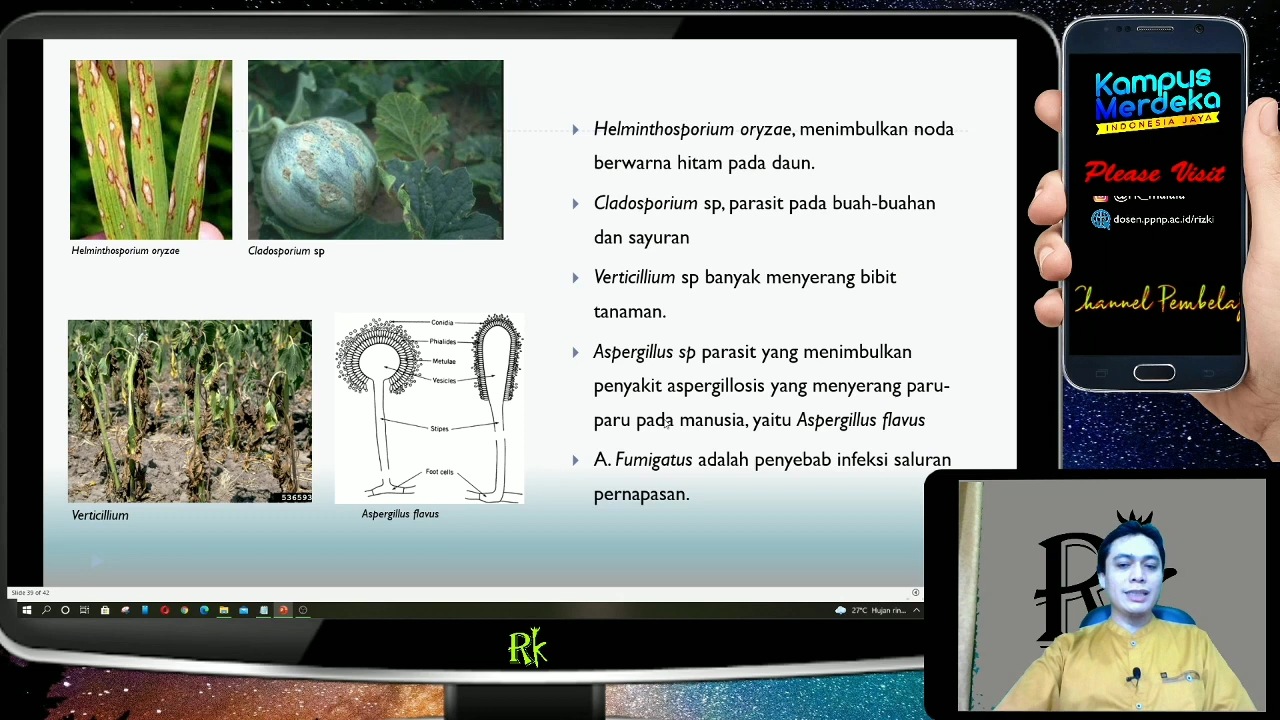 Helminthosporium oryzae
Cladosporium sp
Conidia
Phialides
Metulae
Vesicles
Stipes
Foot cells
536593
Verticillium
Aspergillus flavus
Helminthosporium oryzae, menimbulkan noda
berwarna hitam pada daun.
Cladosporium sp, parasit pada buah-buahan
dan sayuran
Verticillium sp banyak menyerang bibit
tanaman.
Aspergillus sp parasit yang menimbulkan
penyakit aspergillosis yang menyerang paru-
paru pada manusia, yaitu Aspergillus flavus
A. Fumigatus adalah penyebab infeksi saluran
pernapasan.
Slide 39 of 42
27°C Hujan rin...
Rk
Kampus
Merdeka
INDONESIA JAYA
Please Visit
dosen.ppnp.ac.id/rizki
Channel Pembelaj
Rk